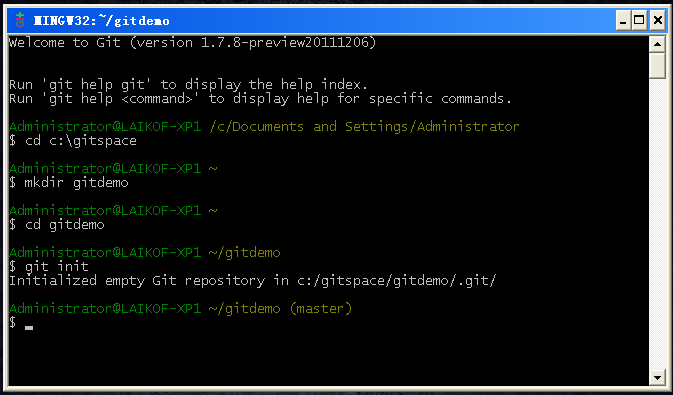 MINGW32:~/gitdemo
Welcome to Git (version 1.7.8-preview20111206)
Run 'git help git' to display the help index.
Run 'git help <command>' to display help for specific commands.
Administrator@LAIKOF-XP1 /c/Documents and Settings/Administrator
$ cd c:\gitspace
Administrator@LAIKOF-XP1 ~
$ mkdir gitdemo
Administrator@LAIKOF-XP1 ~
$ cd gitdemo
Administrator@LAIKOF-XP1 ~/gitdemo
$ git init
Initialized empty Git repository in c:/gitspace/gitdemo/.git/
Administrator@LAIKOF-XP1 ~/gitdemo (master)
$